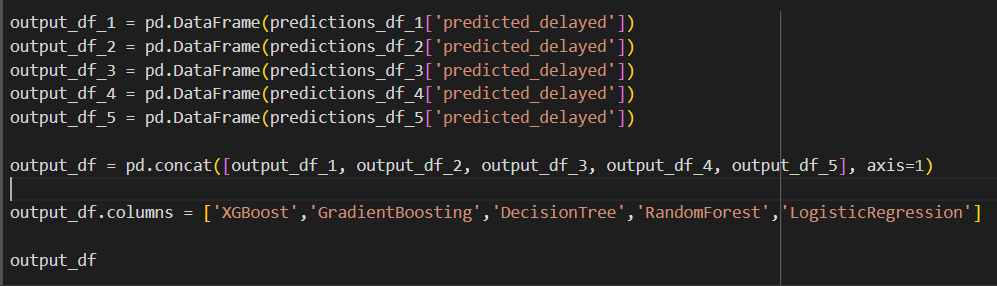 output_df_1 = pd.DataFrame(predictions_df_1['predicted_delayed'])
output_df_2 = pd.DataFrame(predictions_df_2['predicted_delayed'])
output_df_3 = pd.DataFrame(predictions_df_3['predicted_delayed'])
output_df_4 = pd.DataFrame(predictions_df_4['predicted_delayed'])
output_df_5 = pd.DataFrame(predictions_df_5['predicted_delayed'])
output_df = pd.concat([output_df_1, output_df_2, output_df_3, output_df_4, output_df_5], axis=1)
output_df.columns = ['XGBoost','GradientBoosting','DecisionTree','RandomForest','LogisticRegression']
output_df